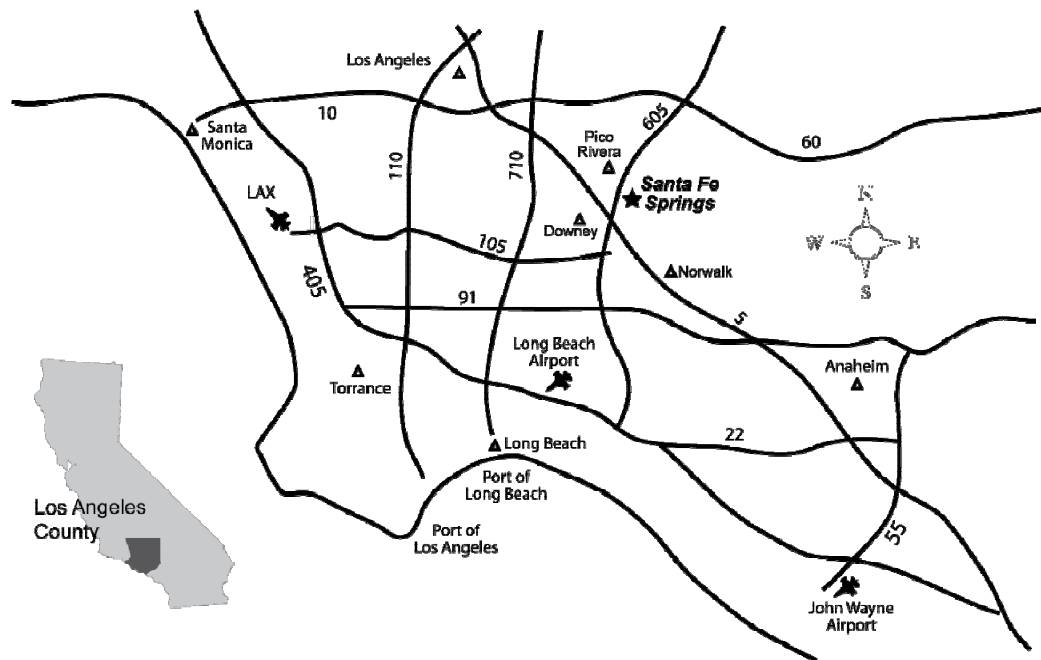 Los Angeles
10
Santa
Monica
110
710
Pico
Rivera
605
60
LAX
Santa Fe
Springs
N
W
E
S
Downey
105
405
Norwalk
91
5
Long Beach
Airport
Torrance
Anaheim
Long Beach
22
Port of
Long Beach
Los Angeles
County
Port of
Los Angeles
55
John Wayne
Airport